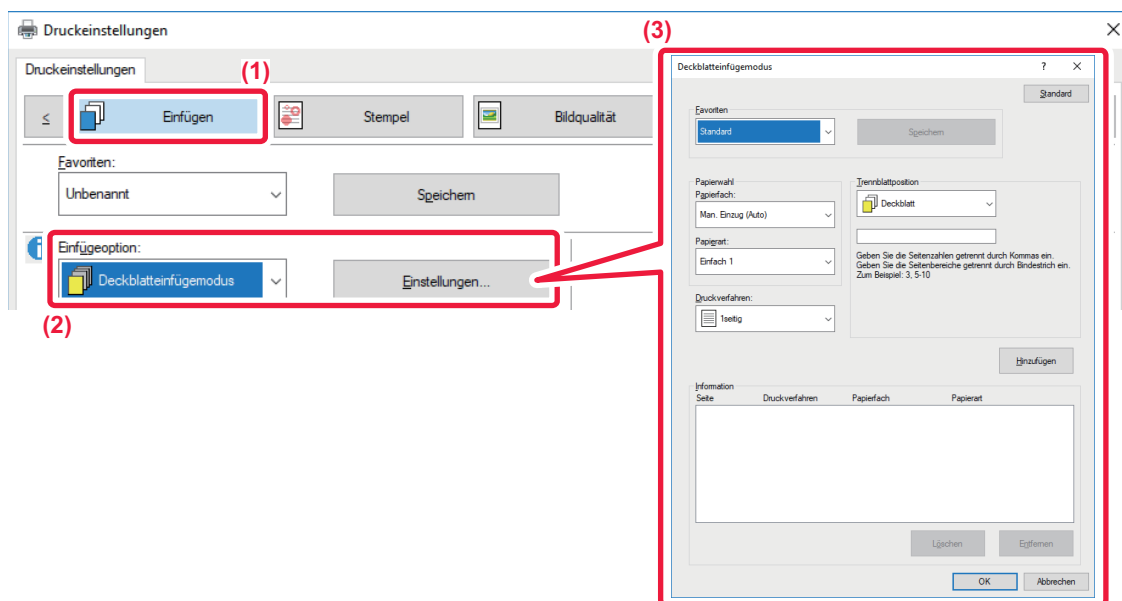 Druckeinstellungen
Druckeinstellungen
(1)
<
Einfügen
Stempel
Bildqualität
Favoriten:
Unbenannt
Speichern
Einfügeoption:
Deckblatteinfügemodus
Einstellungen...
(2)
(3)
Deckblatteinfügemodus
?
Standard
Favoriten
Standard
Speichern
Papierwahl
Papierfach:
Man. Einzug (Auto)
Papierart:
Einfach 1
Trennblattposition
Deckblatt
Geben Sie die Seitenzahlen getrennt durch Kommas ein.
Geben Sie die Seitenbereiche getrennt durch Bindestrich ein.
Zum Beispiel: 3, 5-10
Druckverfahren:
1seitig
Hinzufügen
Information
Seite Druckverfahren Papierfach Papierart
Löschen
Entfernen
OK
Abbrechen